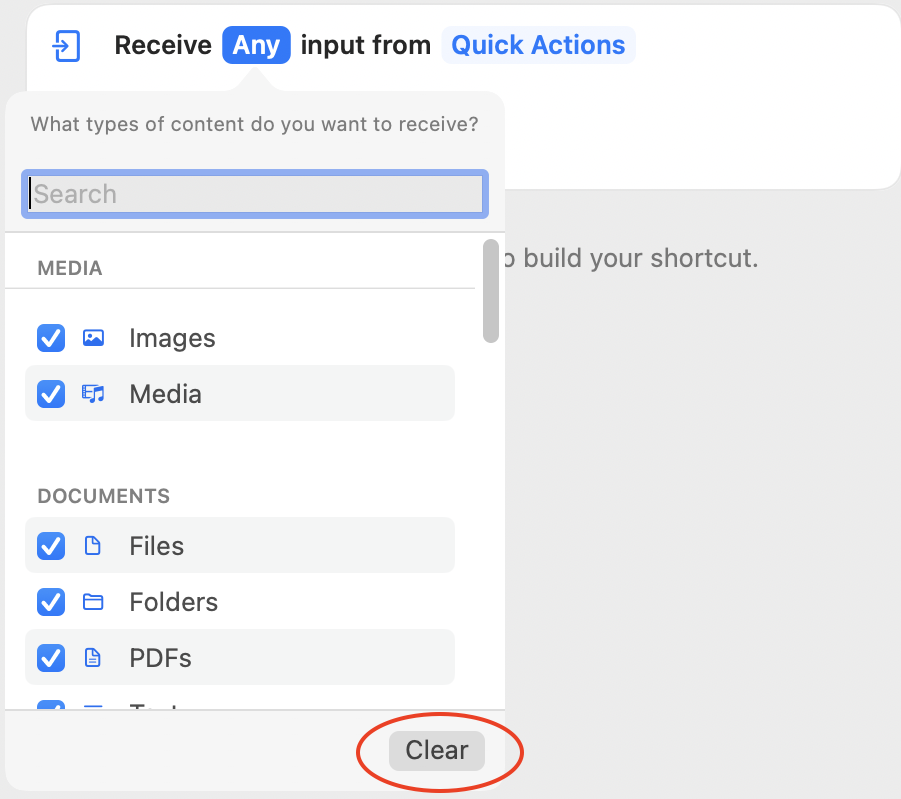 Receive Any input from Quick Actions
What types of content do you want to receive?
Search
build your shortcut.
MEDIA
Images
Media
DOCUMENTS
Files
Folders
PDFs
Clear